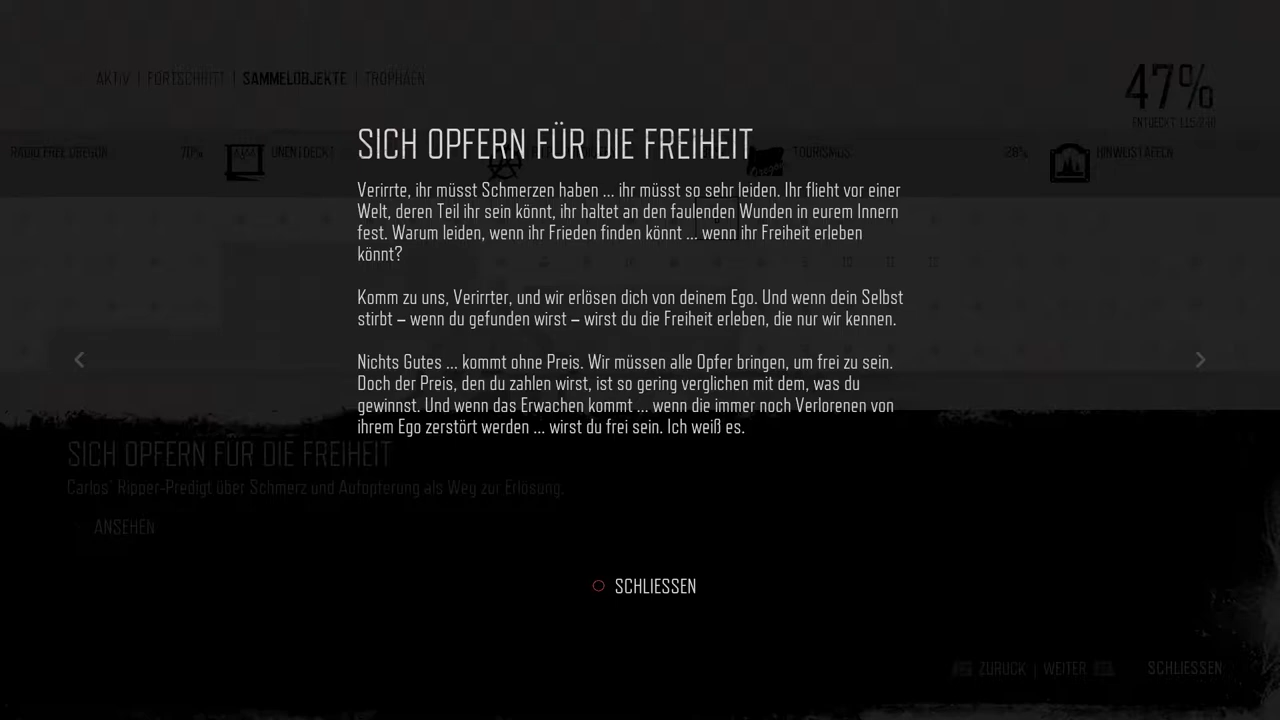 AKTIV | FORTSCHRITT | SAMMELOBJEKTE | TROPHÄEN
47%
70% UNENTDECKT TOURISMUS 28%
SICH OPFERN FÜR DIE FREIHEIT
Verirrte, ihr müsst Schmerzen haben ... ihr müsst so sehr leiden. Ihr flieht vor einer
Welt, deren Teil ihr sein könnt, ihr haltet an den faulenden Wunden in eurem Innern
fest. Warum leiden, wenn ihr Frieden finden könnt ... wenn ihr Freiheit erleben
könnt?
Komm zu uns, Verirrter, und wir erlösen dich von deinem Ego. Und wenn dein Selbst
stirbt – wenn du gefunden wirst – wirst du die Freiheit erleben, die nur wir kennen.
Nichts Gutes ... kommt ohne Preis. Wir müssen alle Opfer bringen, um frei zu sein.
Doch der Preis, den du zahlen wirst, ist so gering verglichen mit dem, was du
gewinnst. Und wenn das Erwachen kommt ... wenn die immer noch Verlorenen von
ihrem Ego zerstört werden ... wirst du frei sein. Ich weiß es.
SICH OPFERN FÜR DIE FREIHEIT
Carlos' Ripper-Predigt über Schmerz und Aufopferung als Weg zur Erlösung.
ANSEHEN
SCHLIESSEN
ZURÜCK | WEITER SCHLIESSEN